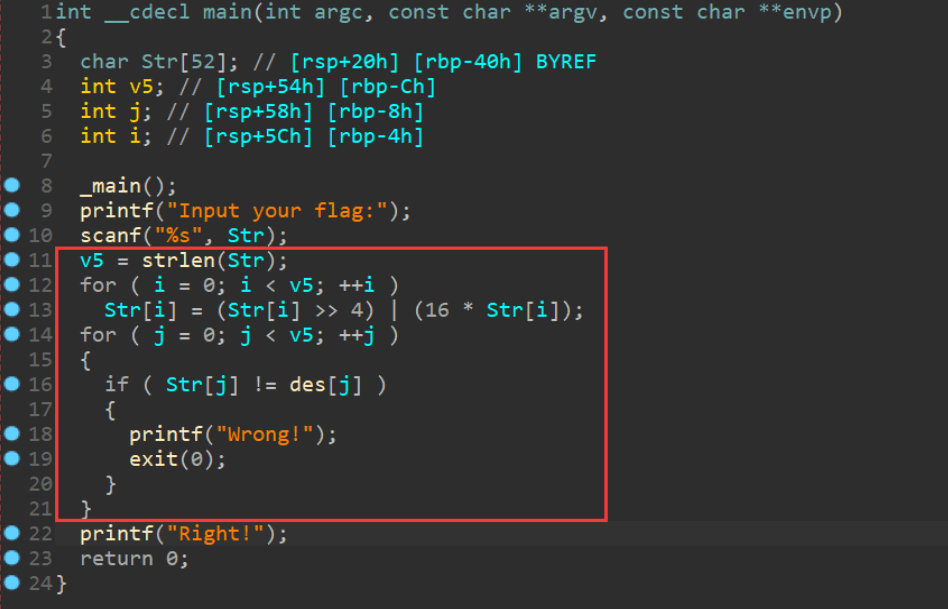 1 int __cdecl main(int argc, const char **argv, const char **envp)
2 {
3   char Str[52]; // [rsp+20h] [rbp-40h] BYREF
4   int v5; // [rsp+54h] [rbp-Ch]
5   int j; // [rsp+58h] [rbp-8h]
6   int i; // [rsp+5Ch] [rbp-4h]
7
8   _main();
9   printf("Input your flag:");
10   scanf("%s", Str);
11   v5 = strlen(Str);
12   for ( i = 0; i < v5; ++i )
13     Str[i] = (Str[i] >> 4) | (16 * Str[i]);
14   for ( j = 0; j < v5; ++j )
15   {
16     if ( Str[j] != des[j] )
17     {
18       printf("Wrong!");
19       exit(0);
20     }
21   }
22   printf("Right!");
23   return 0;
24 }